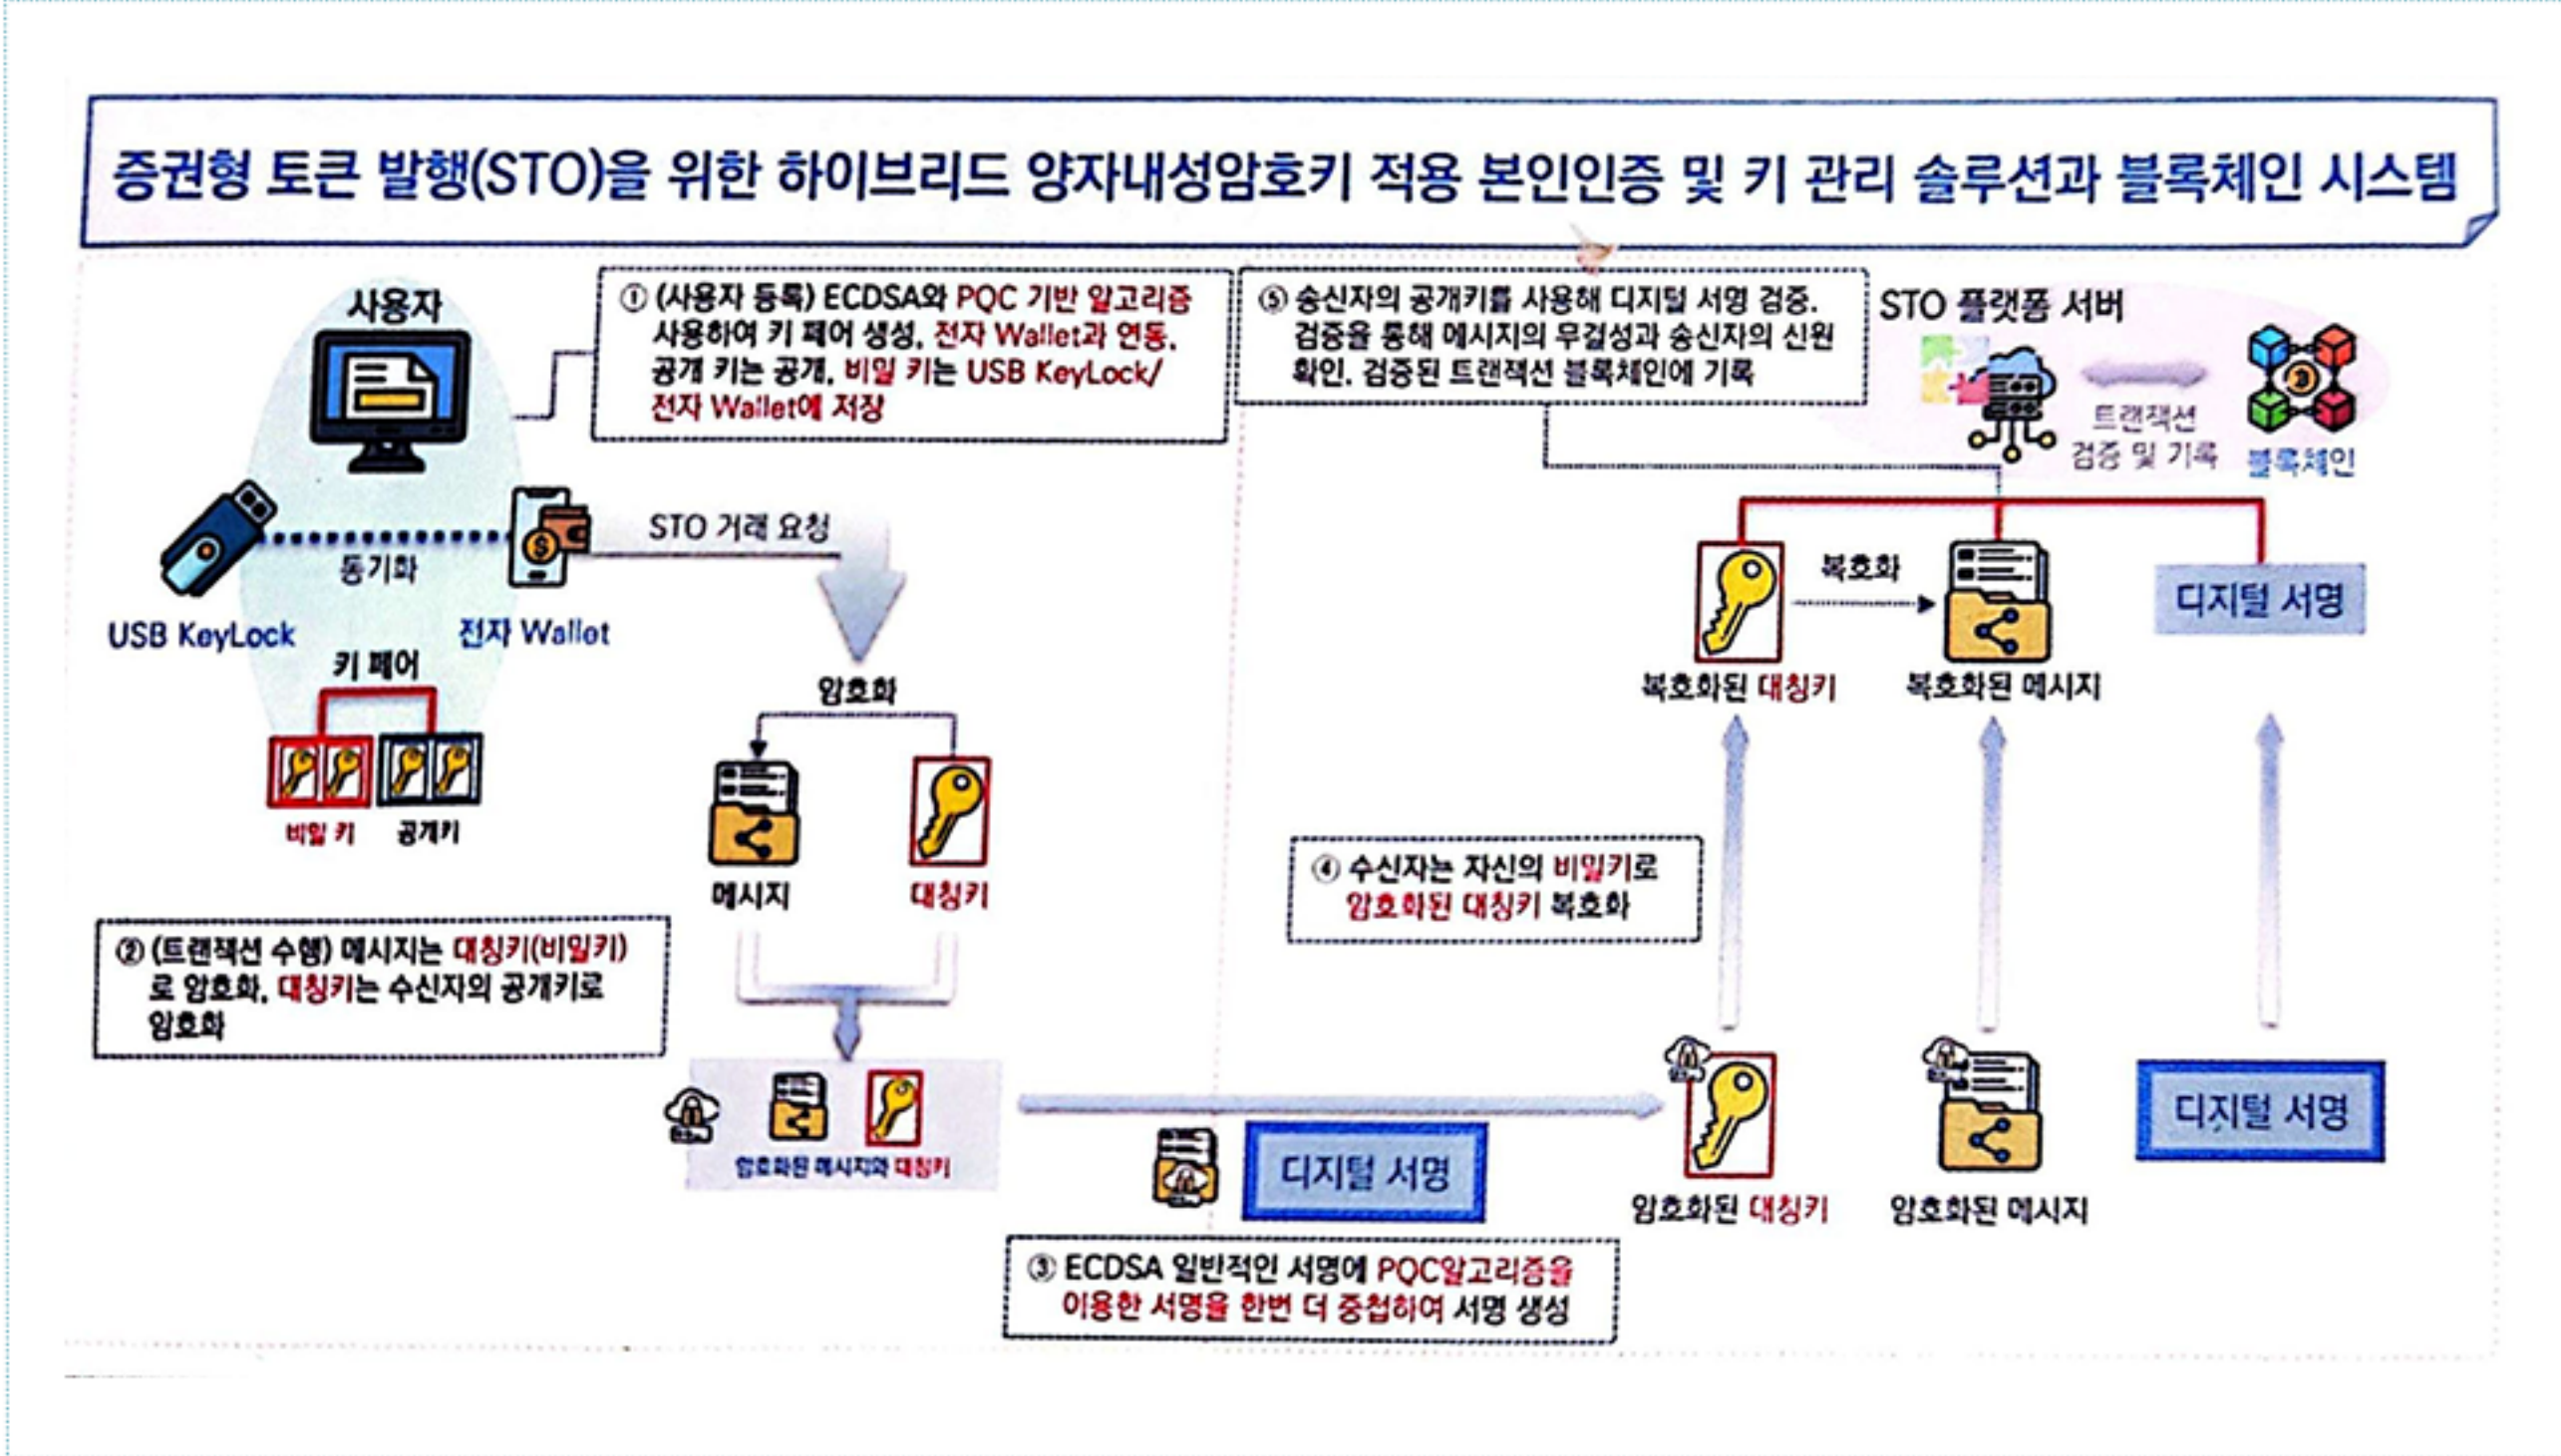 증권형 토큰 발행(STO)을 위한 하이브리드 양자내성암호키 적용 본인인증 및 키 관리 솔루션과 블록체인 시스템
사용자
① (사용자 등록) ECDSA와 PQC 기반 알고리즘
사용하여 키 페어 생성, 전자 Wallet과 연동,
공개 키는 공개, 비밀 키는 USB KeyLock/
전자 Wallet에 저장
동기화
USB KeyLock
전자 Wallet
키 페어
비밀 키
공개키
STO 거래 요청
암호화
메시지
대칭키
② (트랜잭션 수행) 메시지는 대칭키(비밀키)
로 암호화, 대칭키는 수신자의 공개키로
암호화
암호화된 메시지와 대칭키
디지털 서명
③ ECDSA 일반적인 서명에 PQC알고리즘을
이용한 서명을 한번 더 중첩하여 서명 생성
⑤ 송신자의 공개키를 사용해 디지털 서명 검증.
검증을 통해 메시지의 무결성과 송신자의 신원
확인. 검증된 트랜잭션 블록체인에 기록
STO 플랫폼 서버
트랜잭션
검증 및 기록
블록체인
복호화
디지털 서명
복호화된 대칭키
복호화된 메시지
④ 수신자는 자신의 비밀키로
암호화된 대칭키 복호화
디지털 서명
암호화된 대칭키
암호화된 메시지